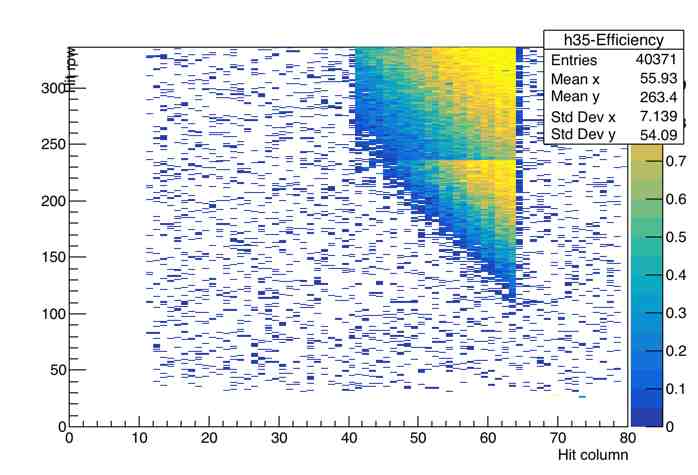 h35-Efficiency
Entries 40371
Mean x 55.93
Mean y 263.4
Std Dev x 7.139
Std Dev y 54.09
300
250
200
150
100
50
0
0 10 20 30 40 50 60 70 80
Hit column
0.7
0.6
0.5
0.4
0.3
0.2
0.1
0